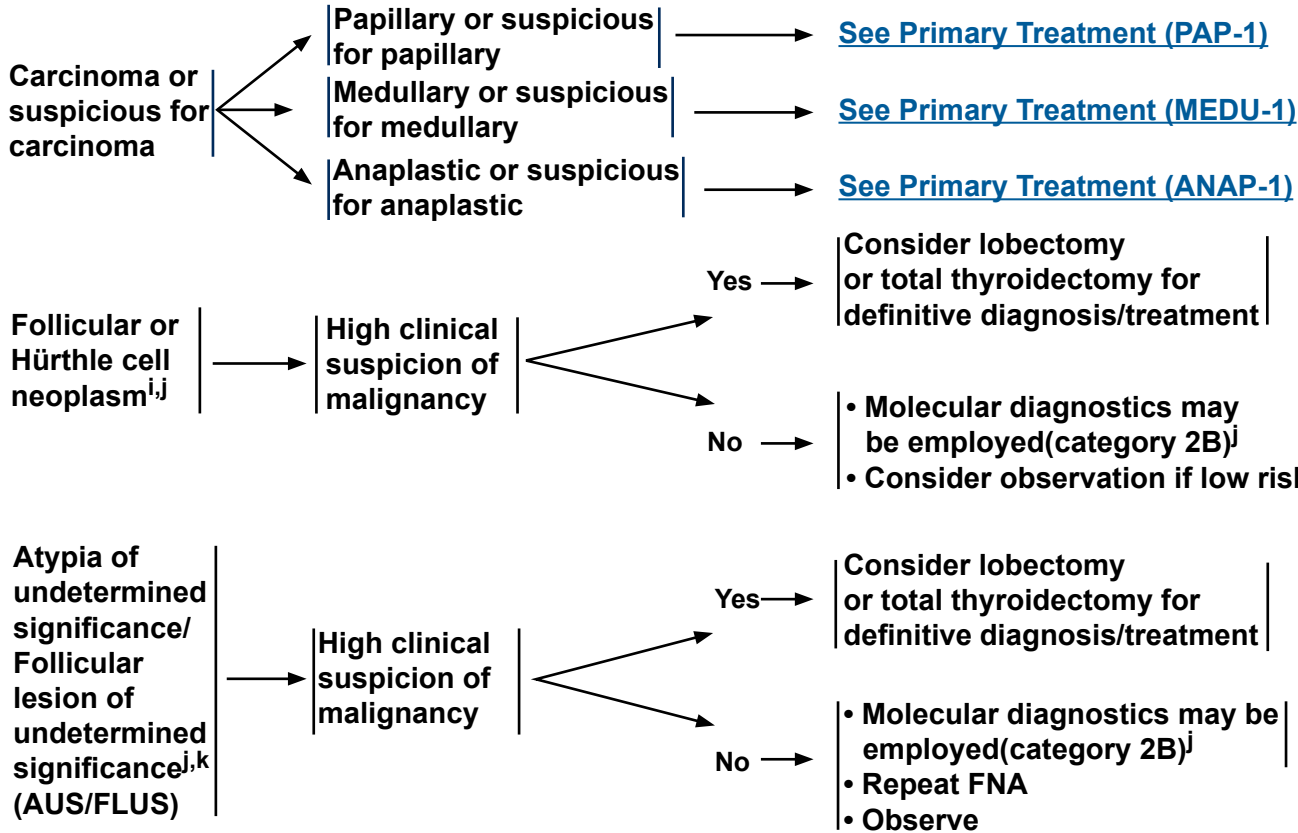 Carcinoma or
suspicious for
carcinoma
Papillary or suspicious
for papillary
See Primary Treatment (PAP-1)
Medullary or suspicious
for medullary
See Primary Treatment (MEDU-1)
Anaplastic or suspicious
for anaplastic
See Primary Treatment (ANAP-1)
Follicular or
Hürthle cell
neoplasmi,j
High clinical
suspicion of
malignancy
Yes
Consider lobectomy
or total thyroidectomy for
definitive diagnosis/treatment
No
• Molecular diagnostics may
be employed(category 2B)j
• Consider observation if low risk
Atypia of
undetermined
significance/
Follicular
lesion of
undetermined
significancej,k
(AUS/FLUS)
High clinical
suspicion of
malignancy
Yes
Consider lobectomy
or total thyroidectomy for
definitive diagnosis/treatment
No
• Molecular diagnostics may be
employed(category 2B)j
• Repeat FNA
• Observe